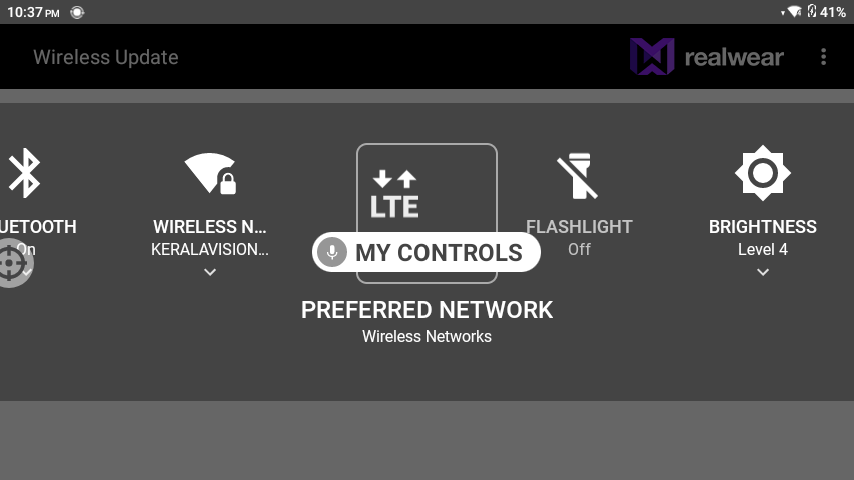 10:37 PM
41%
Wireless Update
realwear
LTE
UETOOTH
On
WIRELESS N...
KERALAVISION...
MY CONTROLS
FLASHLIGHT
Off
BRIGHTNESS
Level 4
PREFERRED NETWORK
Wireless Networks